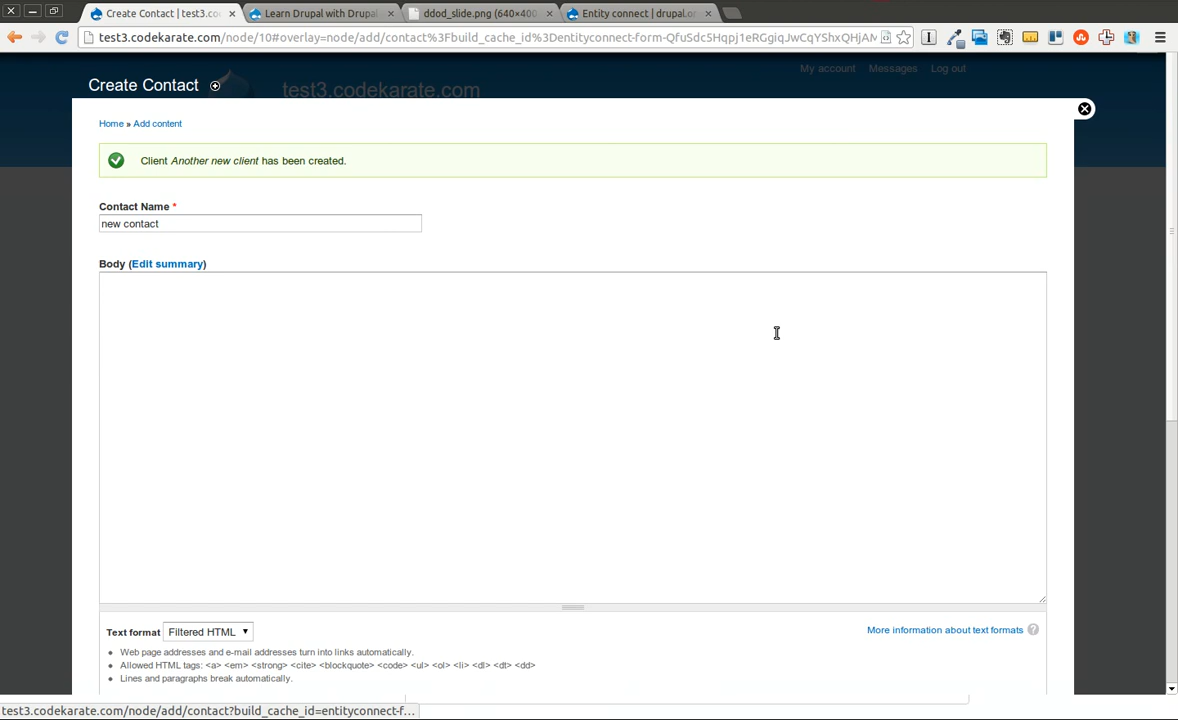 Create Contact | test3.co
Learn Drupal with Drupal
ddod_slide.png (640×400
Entity connect | drupal.or
test3.codekarate.com/node/10#overlay=node/add/contact%3Fbuild_cache_id%3Dentityconnect-form-QfuSdc5Hqpj1eRGgiqJwCqYShxQHjAM
My account Messages Log out
Create Contact
test3.codekarate.com
Home » Add content
Client Another new client has been created.
Contact Name *
new contact
Body (Edit summary)
Text format Filtered HTML
More information about text formats ?
Web page addresses and e-mail addresses turn into links automatically.
Allowed HTML tags: <a> <em> <strong> <cite> <blockquote> <code> <ul> <ol> <li> <dl> <dt> <dd>
Lines and paragraphs break automatically.
test3.codekarate.com/node/add/contact?build_cache_id=entityconnect-f...